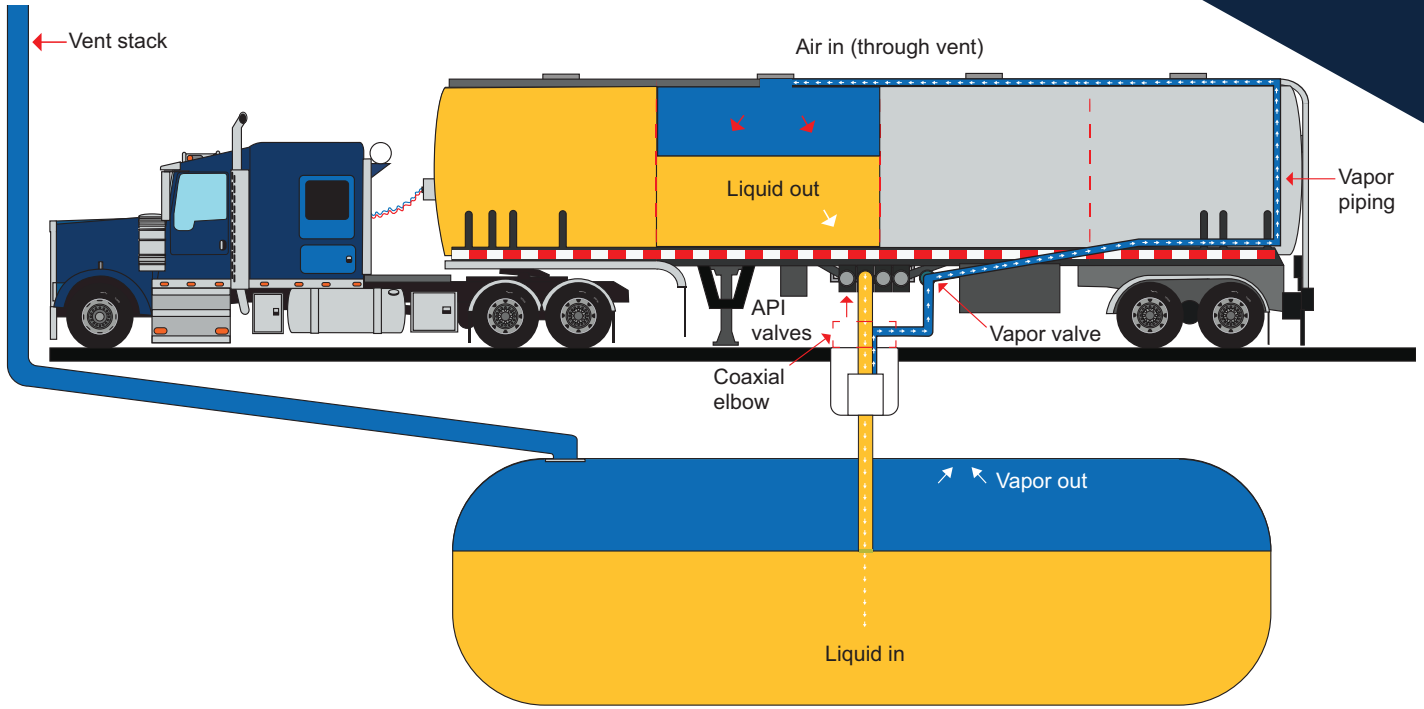 Vent stack
Air in (through vent)
Liquid out
Vapor
piping
API
valves
Vapor valve
Coaxial
elbow
Vapor out
Liquid in